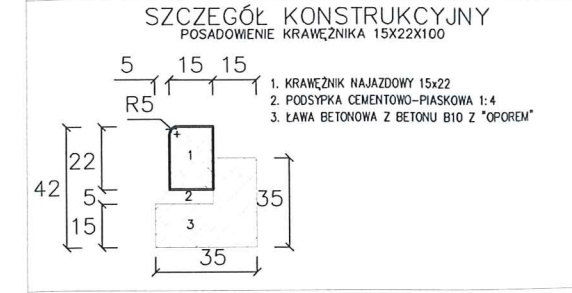 SZCZEGÓŁ KONSTRUKCYJNY
POSADOWIENIE KRAWĘŻNIKA 15X22X100
5 15 15
1. KRAWĘŻNIK NAJAZDOWY 15x22
2. PODSYPKA CEMENTOWO-PIASKOWA 1:4
3. ŁAWA BETONOWA Z BETONU B10 Z "OPOREM"
R5
1
22
42
2
5
35
3
15
35